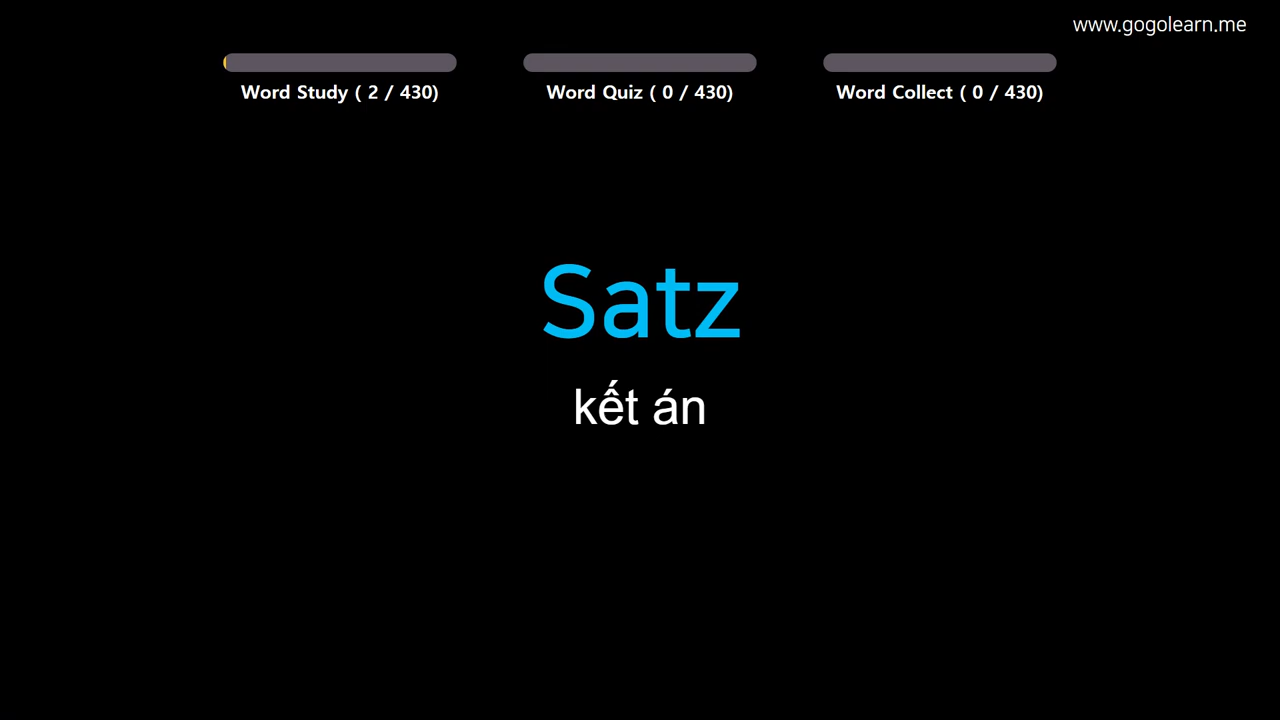 www.gogolearn.me
Word Study ( 2 / 430)
Word Quiz ( 0 / 430)
Word Collect ( 0 / 430)
Satz
kết án